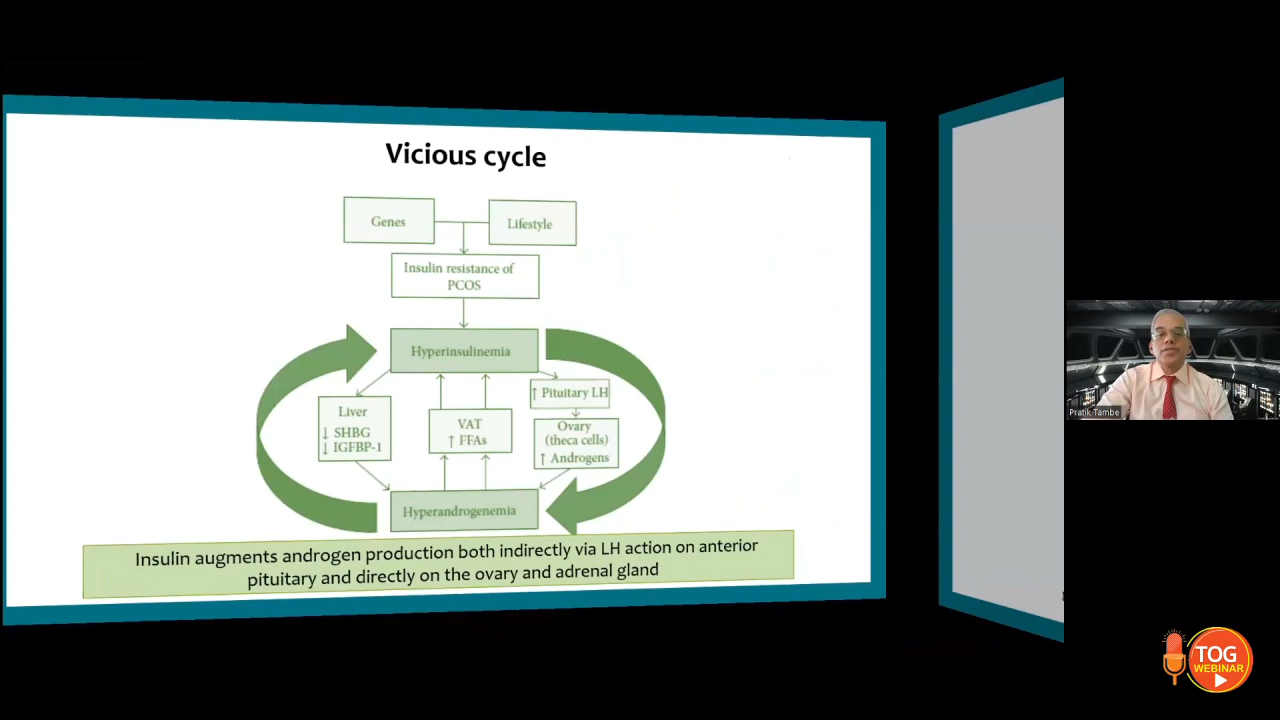 Vicious cycle
Genes
Lifestyle
Insulin resistance of
PCOS
Hyperinsulinemia
↑ Pituitary LH
Liver
↓ SHBG
↓ IGFBP-1
VAT
↑ FFAs
Ovary
(theca cells)
↑ Androgens
Hyperandrogenemia
Insulin augments androgen production both indirectly via LH action on anterior
pituitary and directly on the ovary and adrenal gland
Pratik Tambe
TOG
WEBINAR